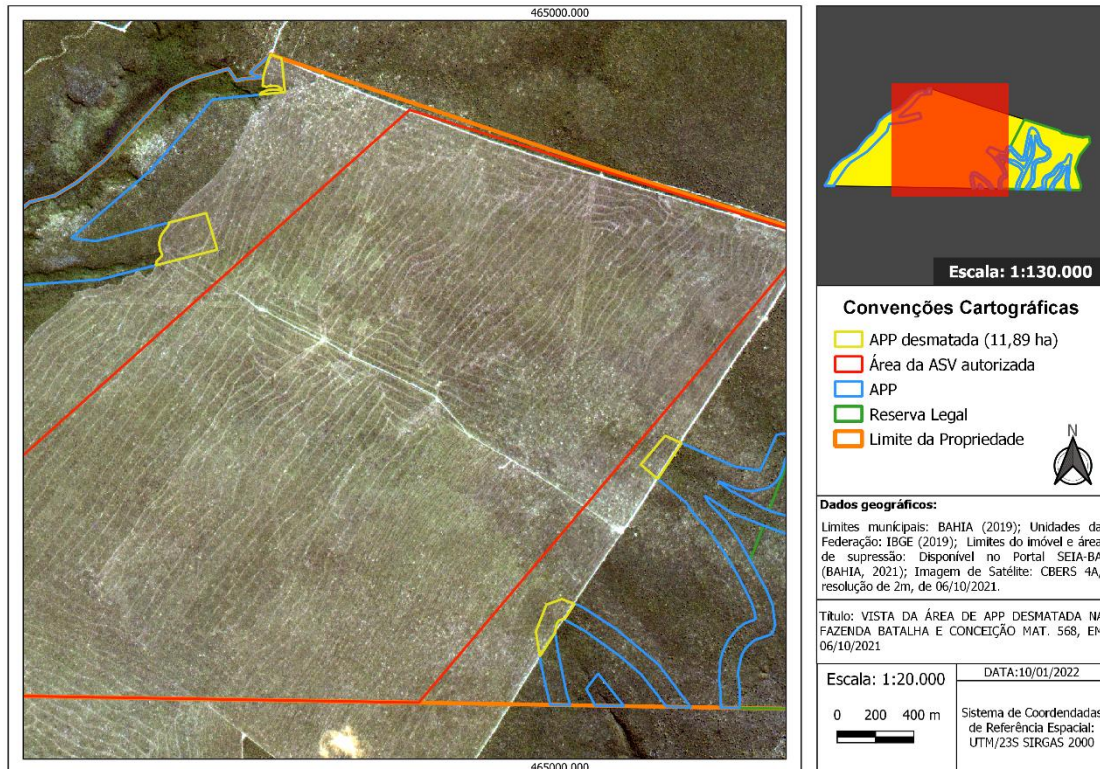 465000.000
Escala: 1:130.000
Convenções Cartográficas
APP desmatada (11,89 ha)
Área da ASV autorizada
APP
Reserva Legal
Limite da Propriedade
N
Dados geográficos:
Limites municipais: BAHIA (2019); Unidades da
Federação: IBGE (2019); Limites do imóvel e área
de supressão: Disponível no Portal SEIA-BA
(BAHIA, 2021); Imagem de Satélite: CBERS 4A,
resolução de 2m, de 06/10/2021.
Título: VISTA DA ÁREA DE APP DESMATADA NA
FAZENDA BATALHA E CONCEIÇÃO MAT. 568, EM
06/10/2021
Escala: 1:20.000
0 200 400 m
DATA:10/01/2022
Sistema de Coordendadas
de Referência Espacial:
UTM/23S SIRGAS 2000
465000.000